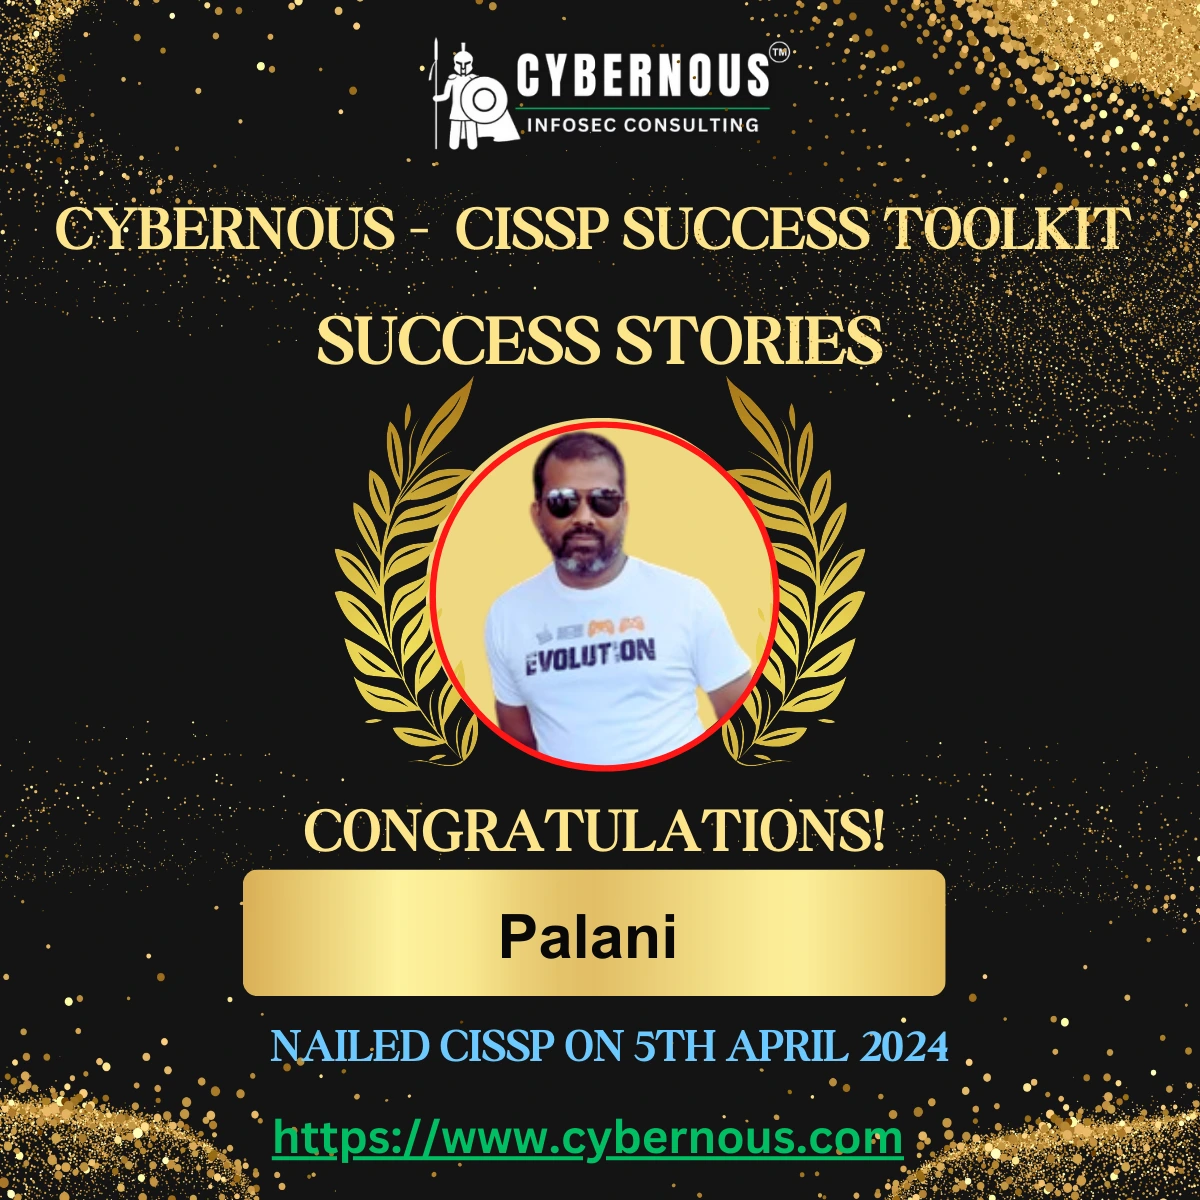 CYBERNOUS TM
INFOSEC CONSULTING
CYBERNOUS - CISSP SUCCESS TOOLKIT
SUCCESS STORIES
EVOLUTION
CONGRATULATIONS!
Palani
NAILED CISSP ON 5TH APRIL 2024
https://www.cybernous.com